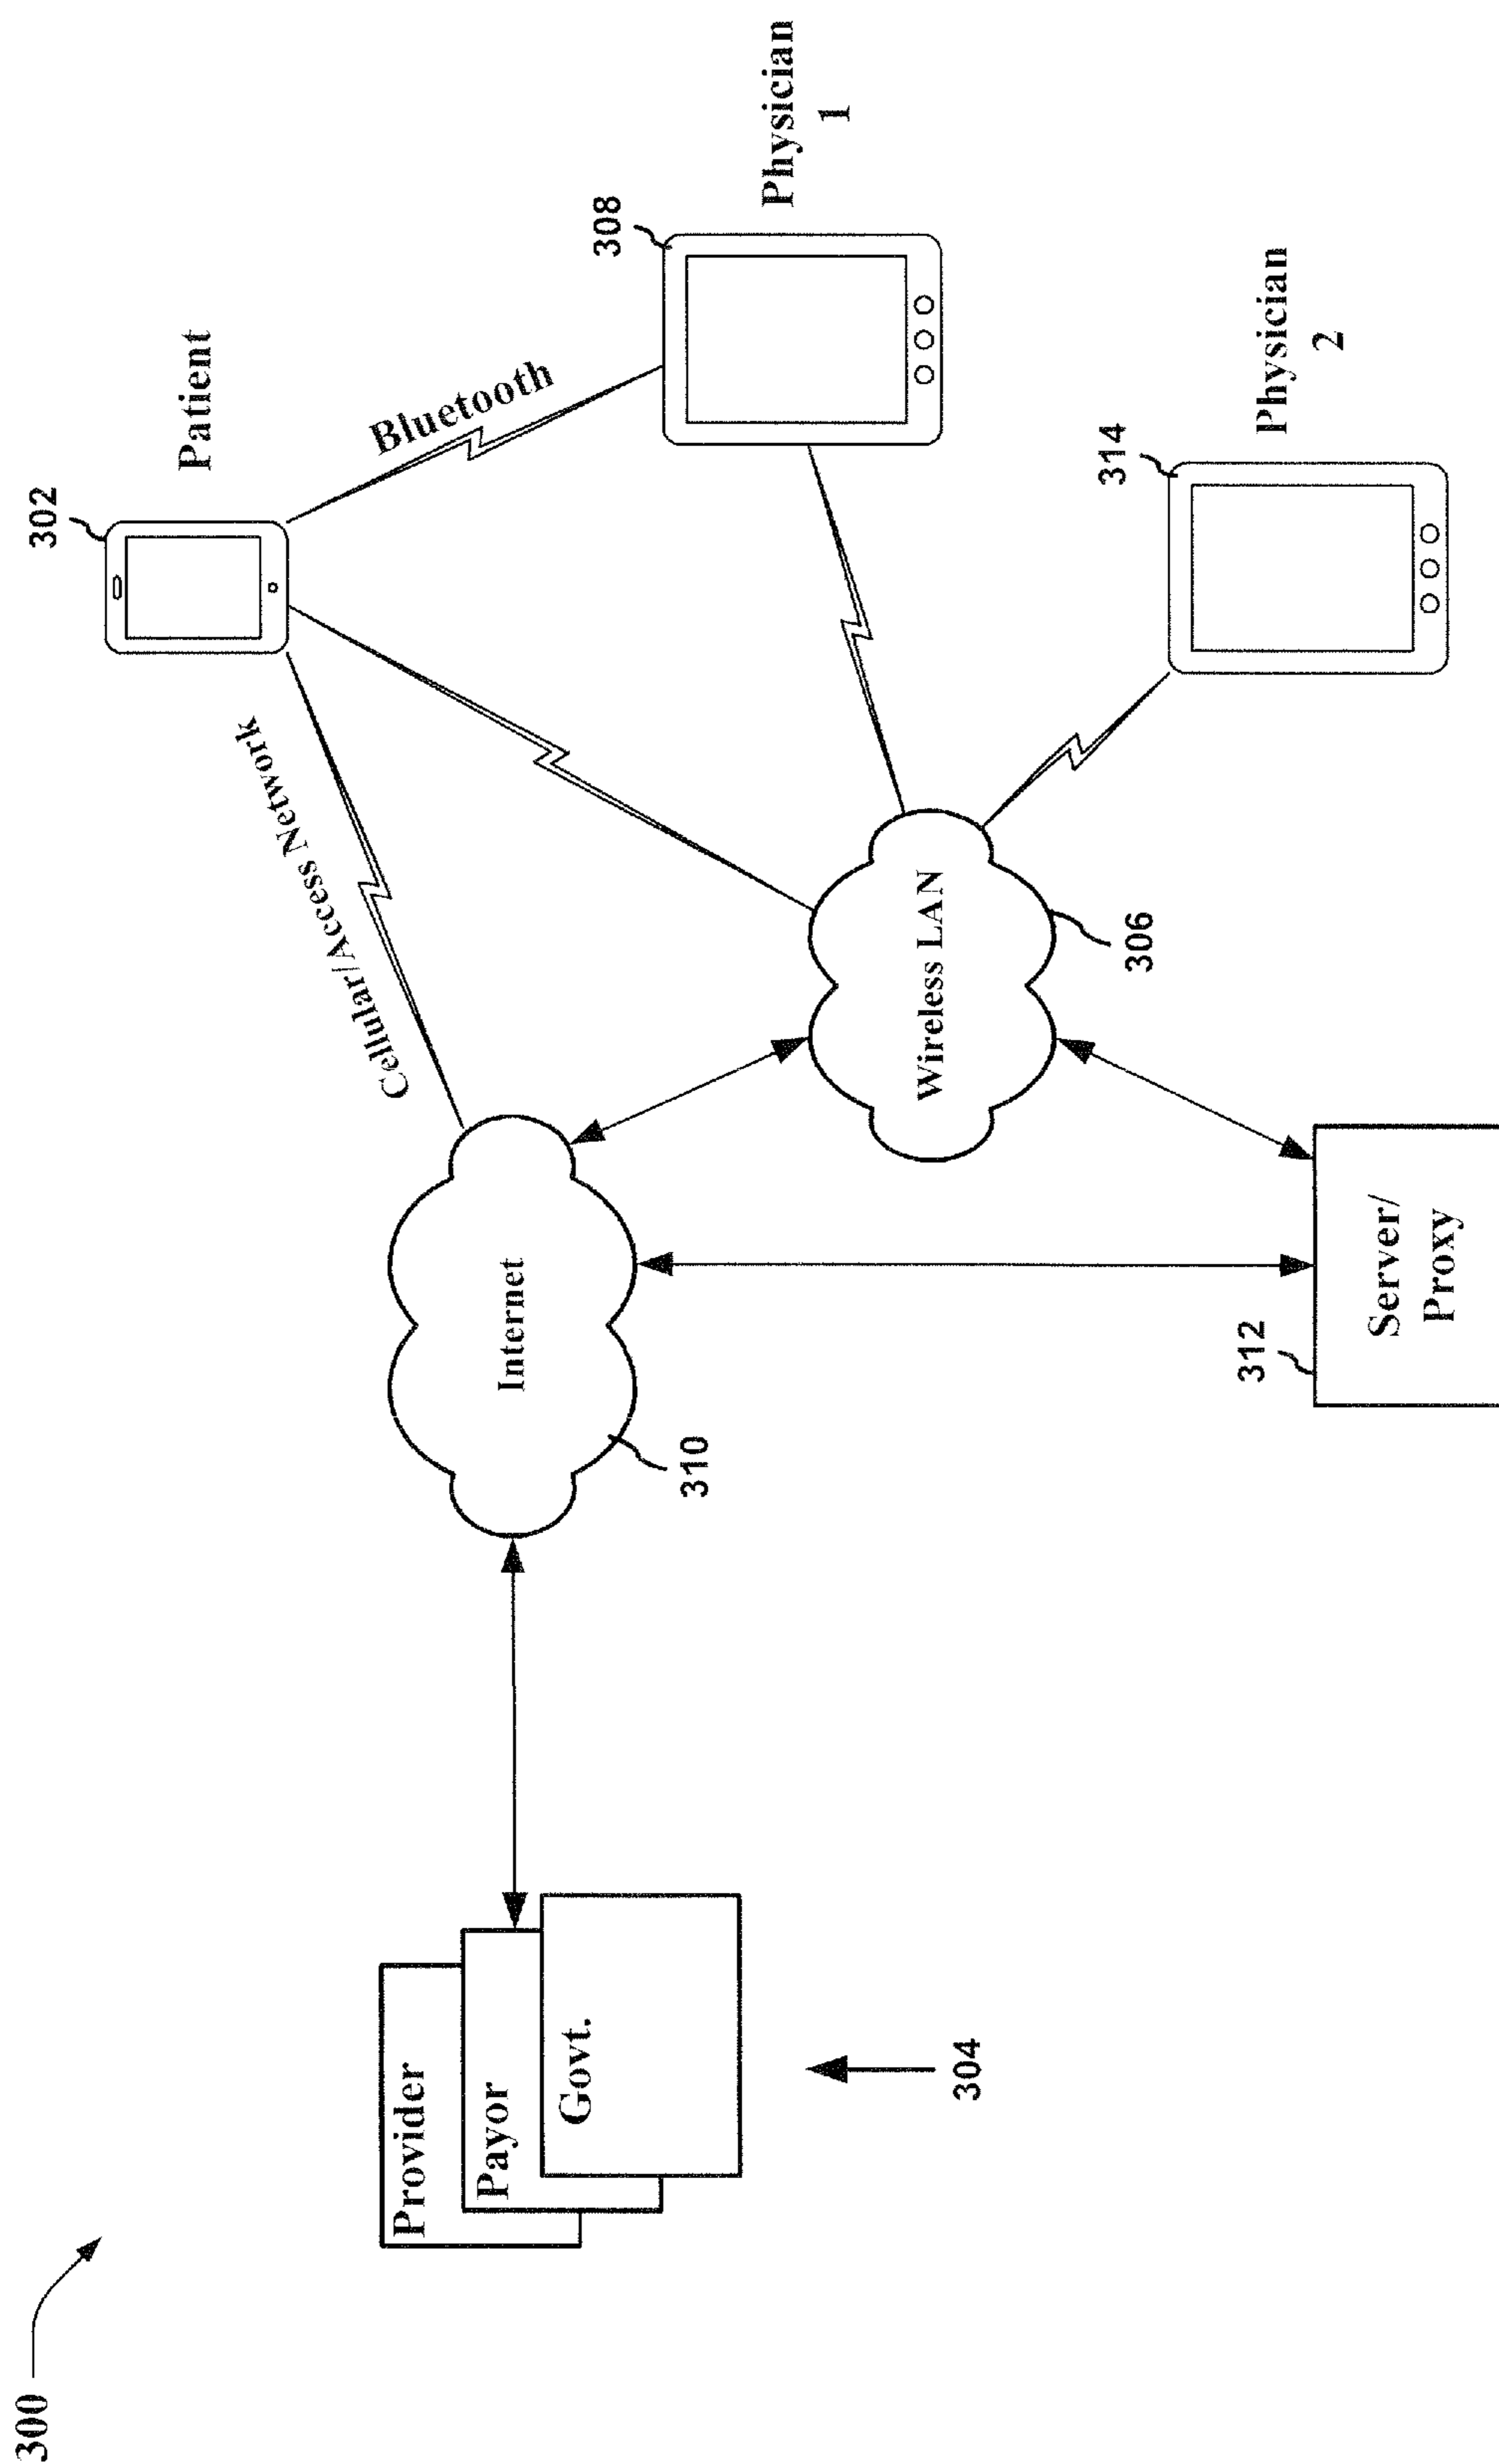 300
302
Patient
Cellular/Access Network
Bluetooth
Provider
Payor
Govt.
304
Internet
310
308
Physician
1
Wireless LAN
306
314
Physician
2
312
Server/
Proxy